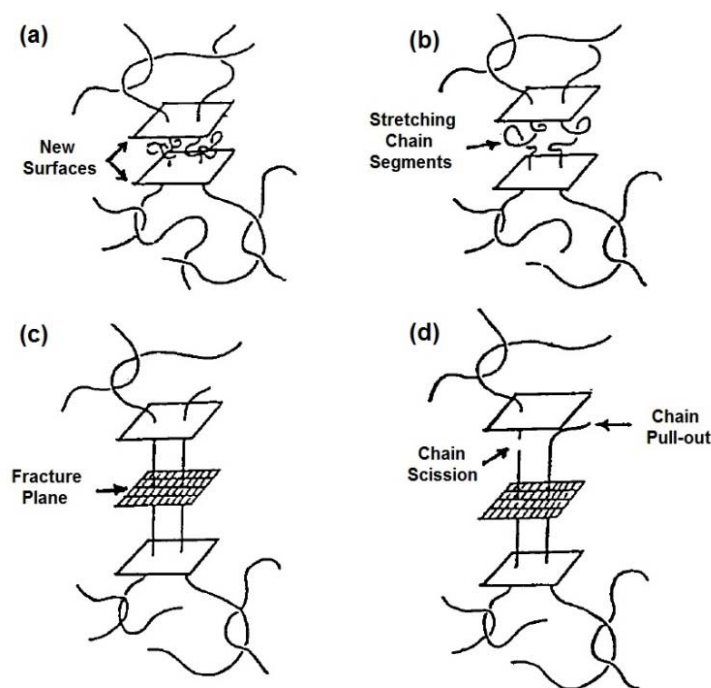 (a)
New
Surfaces
(b)
Stretching
Chain
Segments
(c)
Fracture
Plane
(d)
Chain
Pull-out
Chain
Scission